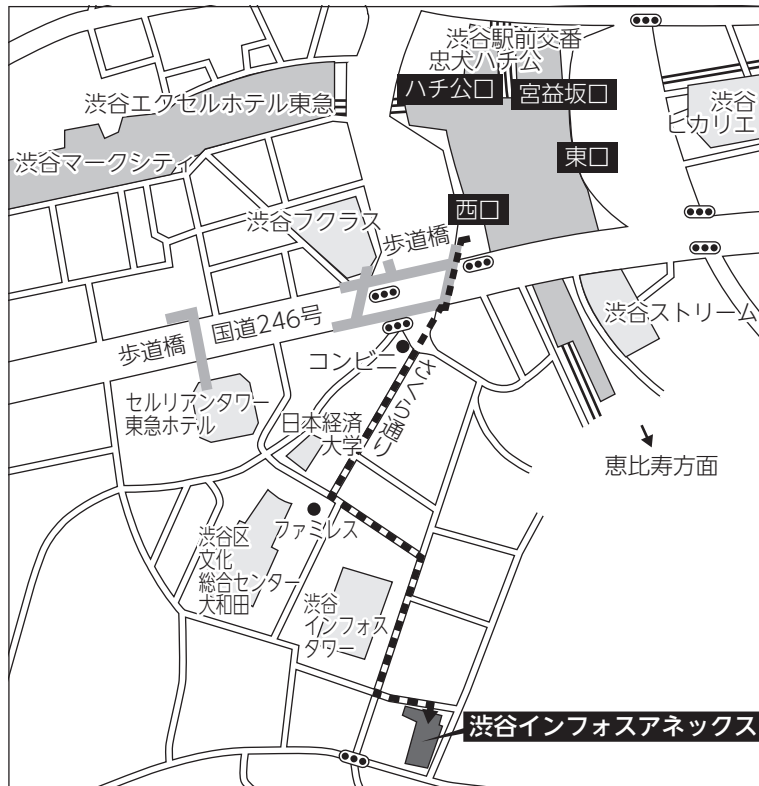 渋谷駅前交番
忠犬ハチ公
ハチ公口
宮益坂口
渋谷エクセルホテル東急
渋谷
ヒカリエ
東口
渋谷マークシティ
西口
渋谷フクラス
歩道橋
渋谷ストリーム
国道246号
歩道橋
コンビニ
さくら通り
セルリアンタワー
東急ホテル
日本経済
大学
恵比寿方面
ファミレス
渋谷区
文化
総合センター
大和田
渋谷
インフォス
タワー
渋谷インフォスアネックス